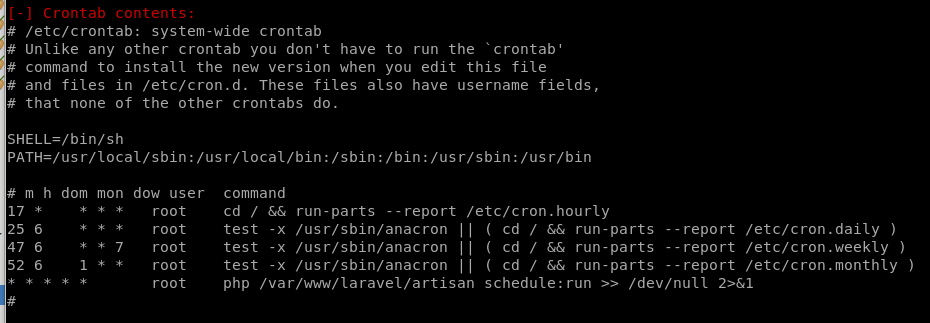 [-] Crontab contents:
# /etc/crontab: system-wide crontab
# Unlike any other crontab you don't have to run the `crontab'
# command to install the new version when you edit this file
# and files in /etc/cron.d. These files also have username fields,
# that none of the other crontabs do.
SHELL=/bin/sh
PATH=/usr/local/sbin:/usr/local/bin:/sbin:/bin:/usr/sbin:/usr/bin
# m h dom mon dow user  command
17 *    * * *   root    cd / && run-parts --report /etc/cron.hourly
25 6    * * *   root    test -x /usr/sbin/anacron || ( cd / && run-parts --report /etc/cron.daily )
47 6    * * 7   root    test -x /usr/sbin/anacron || ( cd / && run-parts --report /etc/cron.weekly )
52 6    1 * *   root    test -x /usr/sbin/anacron || ( cd / && run-parts --report /etc/cron.monthly )
* * * * *       root    php /var/www/laravel/artisan schedule:run >> /dev/null 2>&1
#